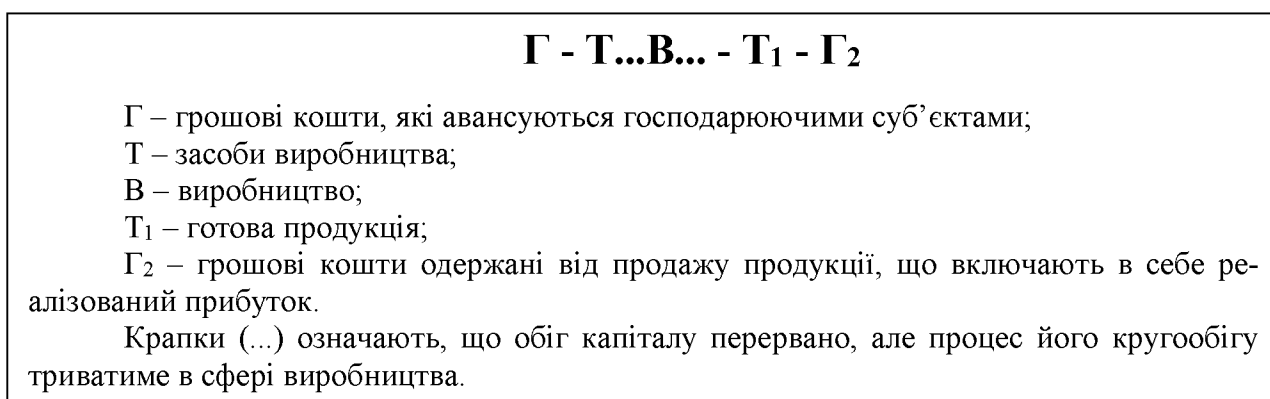 Г - Т...В... - Т₁ - Г₂
Г – грошові кошти, які авансуються господарюючими суб’єктами;
Т – засоби виробництва;
В – виробництво;
Т₁ – готова продукція;
Г₂ – грошові кошти одержані від продажу продукції, що включають в себе ре-
алізований прибуток.
Крапки (...) означають, що обіг капіталу перервано, але процес його кругообігу
триватиме в сфері виробництва.